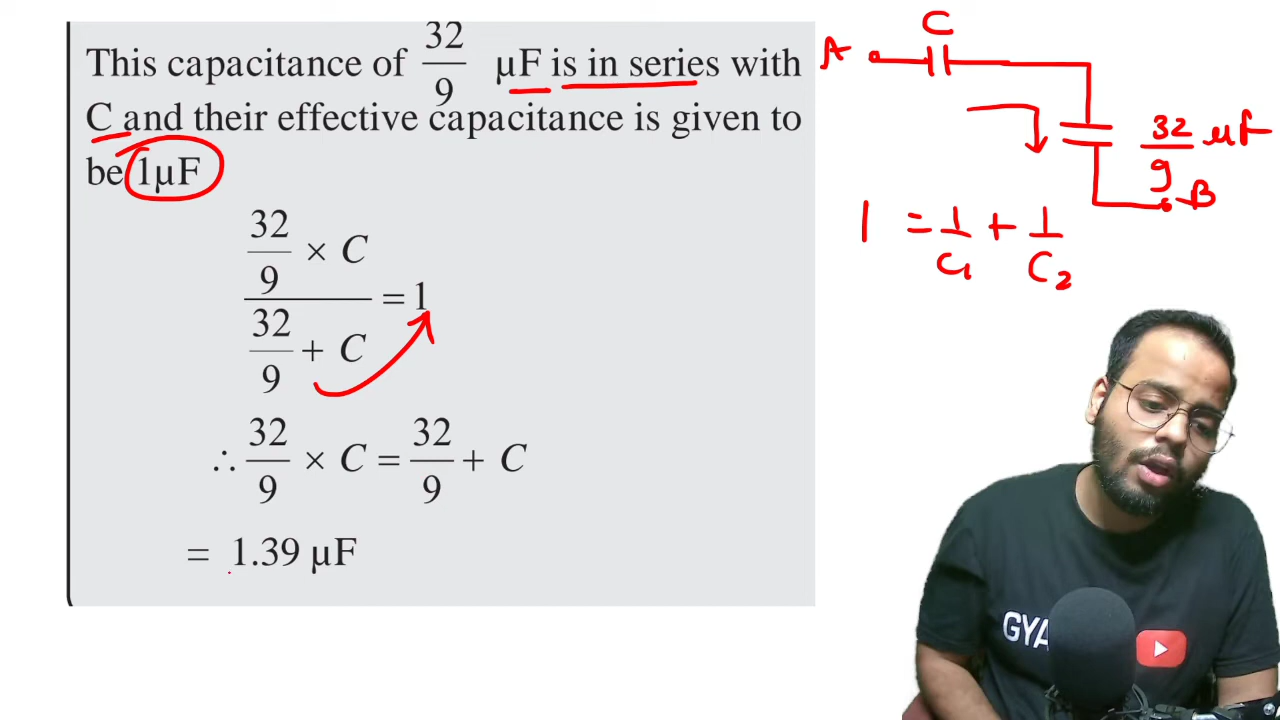 This capacitance of 32/9 µF is in series with
C and their effective capacitance is given to
be 1µF
32/9 × C
= 1
32/9 + C
∴ 32/9 × C = 32/9 + C
= 1.39 µF
C
A
32/9 µF
B
1 = 1/C1 + 1/C2
GYA